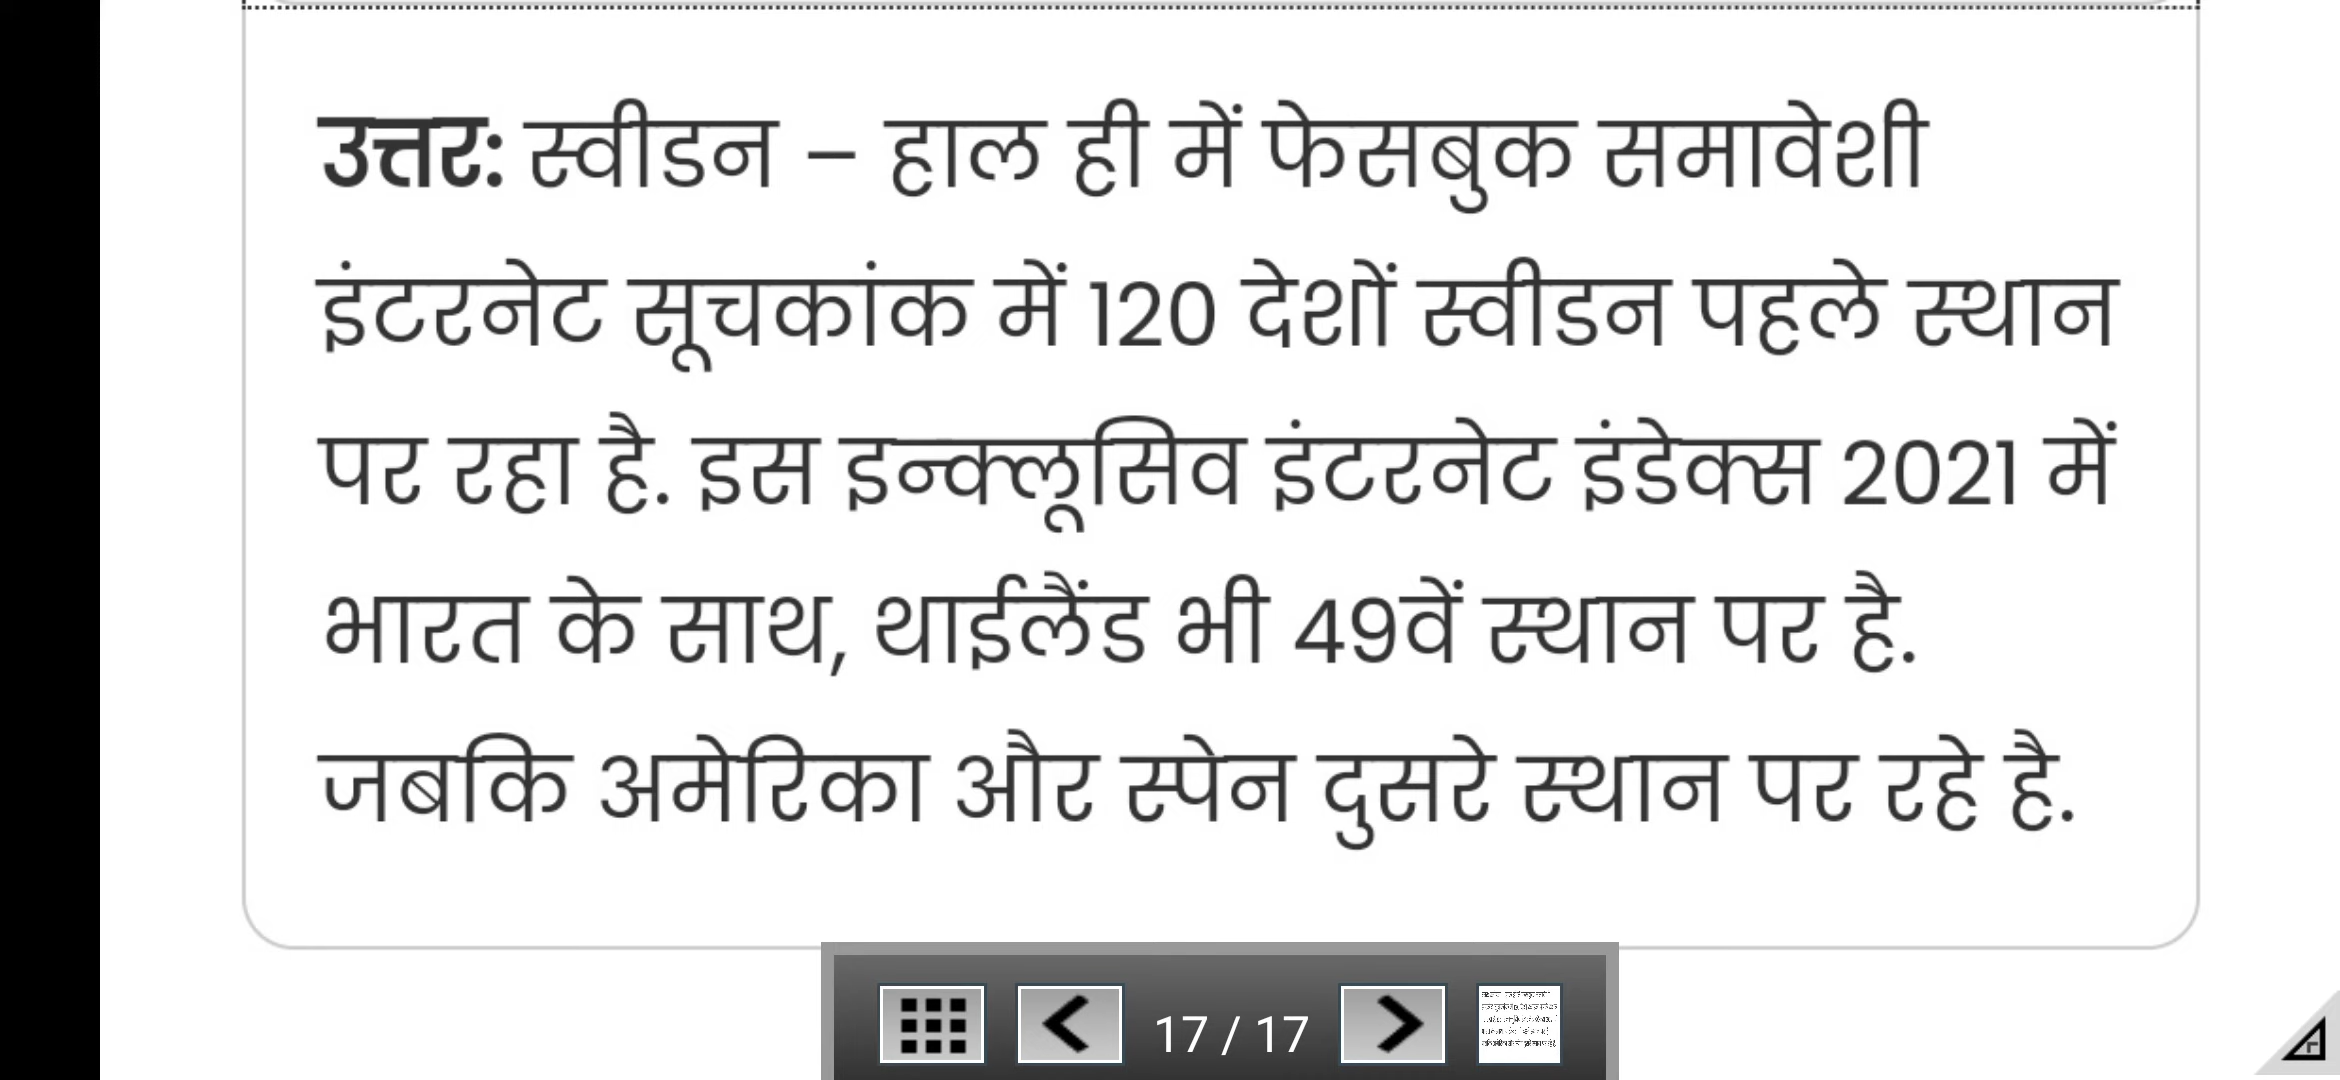 उत्तर: स्वीडन – हाल ही में फेसबुक समावेशी
इंटरनेट सूचकांक में 120 देशों स्वीडन पहले स्थान
पर रहा है. इस इन्क्लूसिव इंटरनेट इंडेक्स 2021 में
भारत के साथ, थाईलैंड भी 49वें स्थान पर है.
जबकि अमेरिका और स्पेन दुसरे स्थान पर रहे है.
17 / 17